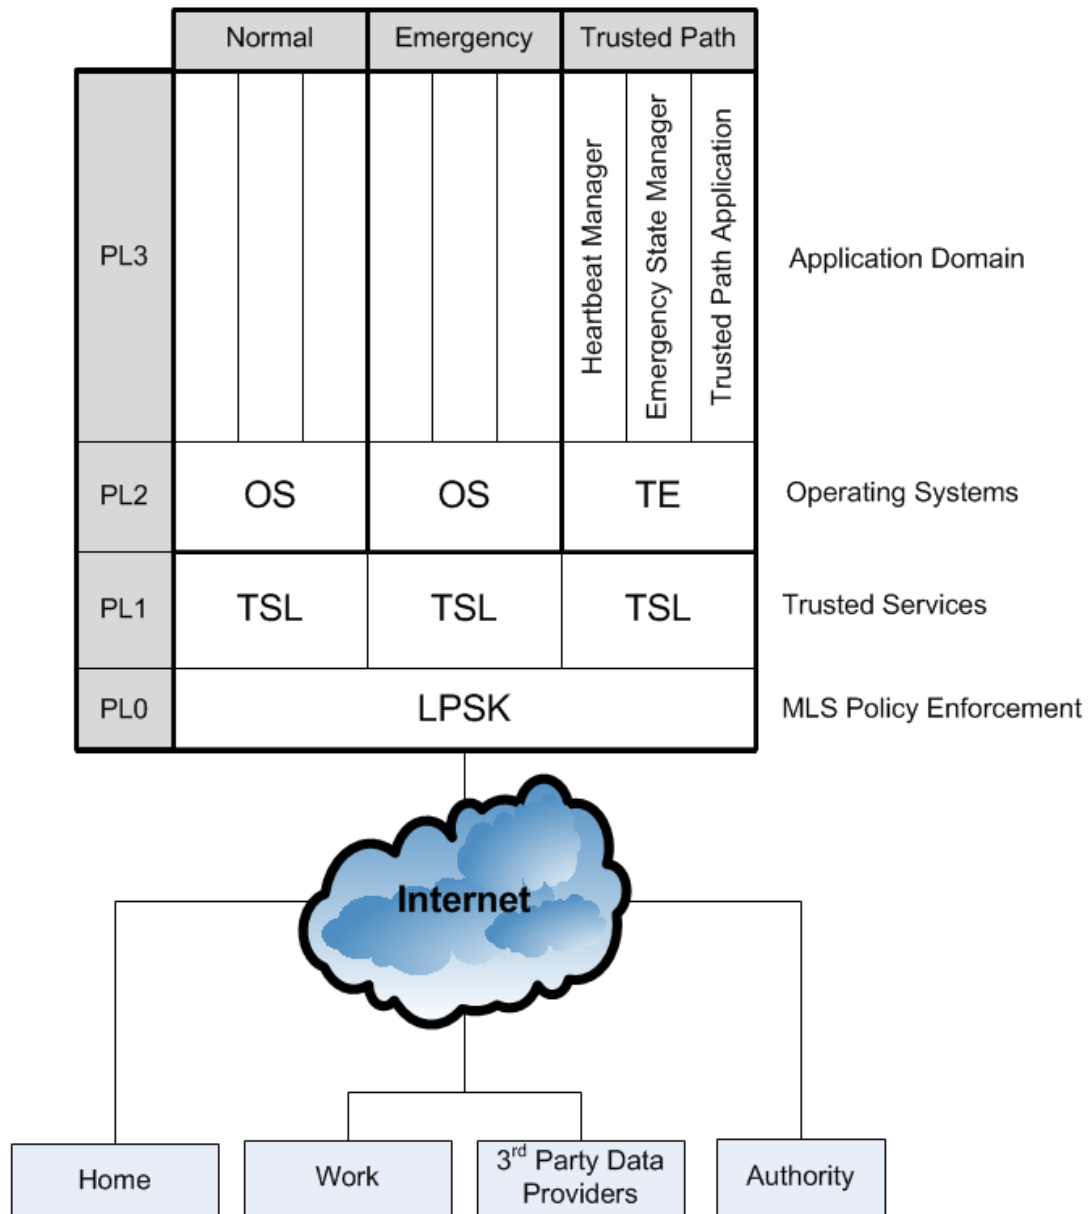 Normal
Emergency
Trusted Path
PL3
Heartbeat Manager
Emergency State Manager
Trusted Path Application
Application Domain
PL2
OS
OS
TE
Operating Systems
PL1
TSL
TSL
TSL
Trusted Services
PL0
LPSK
MLS Policy Enforcement
Internet
Home
Work
3rd Party Data
Providers
Authority